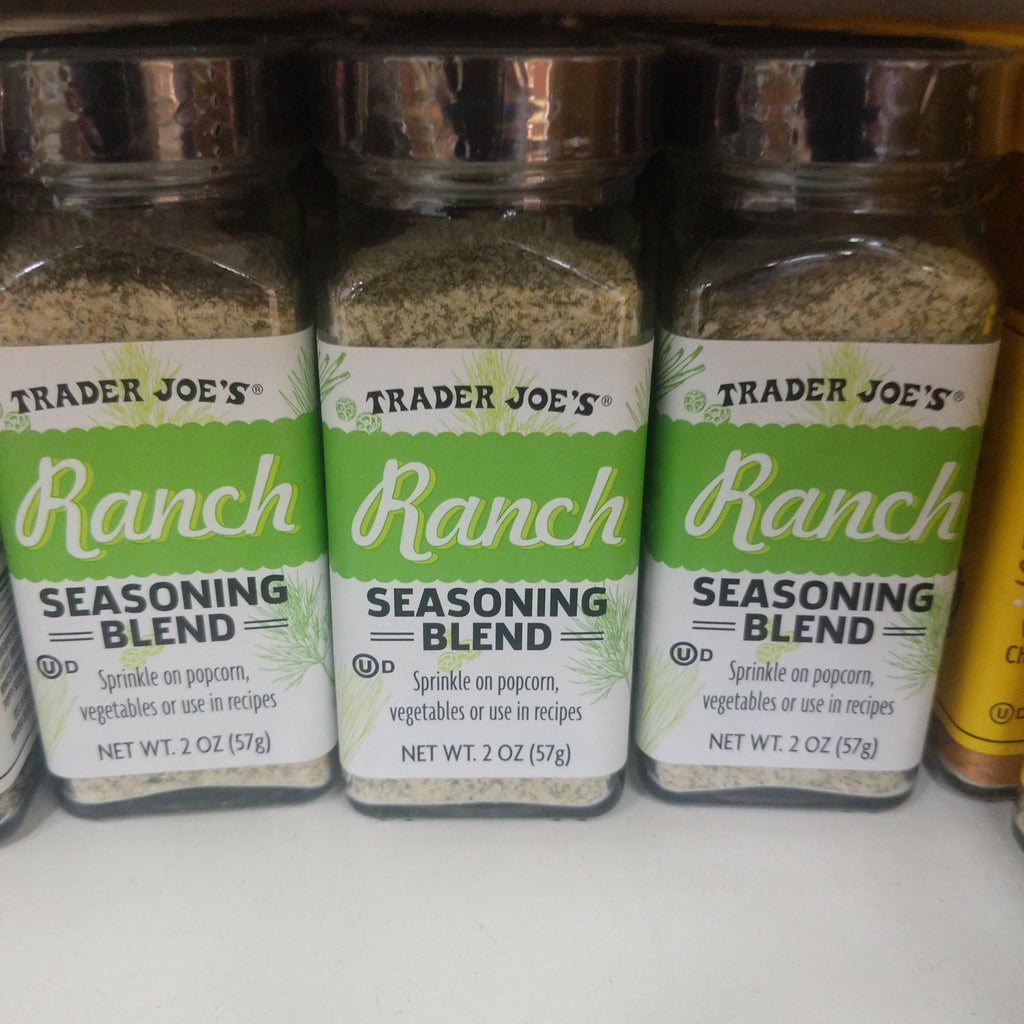 TRADER JOE'S®
Ranch
SEASONING
BLEND
U D
Sprinkle on popcorn,
vegetables or use in recipes
NET WT. 2 OZ (57g)
TRADER JOE'S®
Ranch
SEASONING
BLEND
U D
Sprinkle on popcorn,
vegetables or use in recipes
NET WT. 2 OZ (57g)
TRADER JOE'S®
Ranch
SEASONING
BLEND
U D
Sprinkle on popcorn,
vegetables or use in recipes
NET WT. 2 OZ (57g)
U